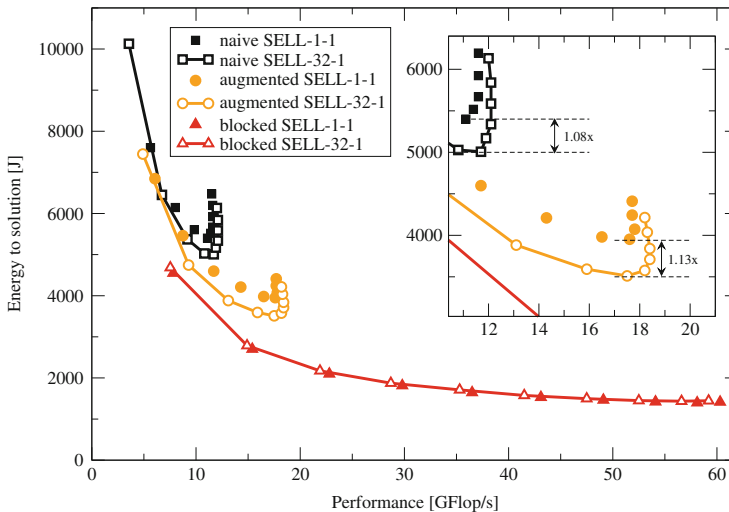 10000
8000
6000
4000
2000
0
Energy to solution [J]
naive SELL-1-1
naive SELL-32-1
augmented SELL-1-1
augmented SELL-32-1
blocked SELL-1-1
blocked SELL-32-1
6000
5000
4000
1.08x
1.13x
12 14 16 18 20
0 10 20 30 40 50 60
Performance [GFlop/s]